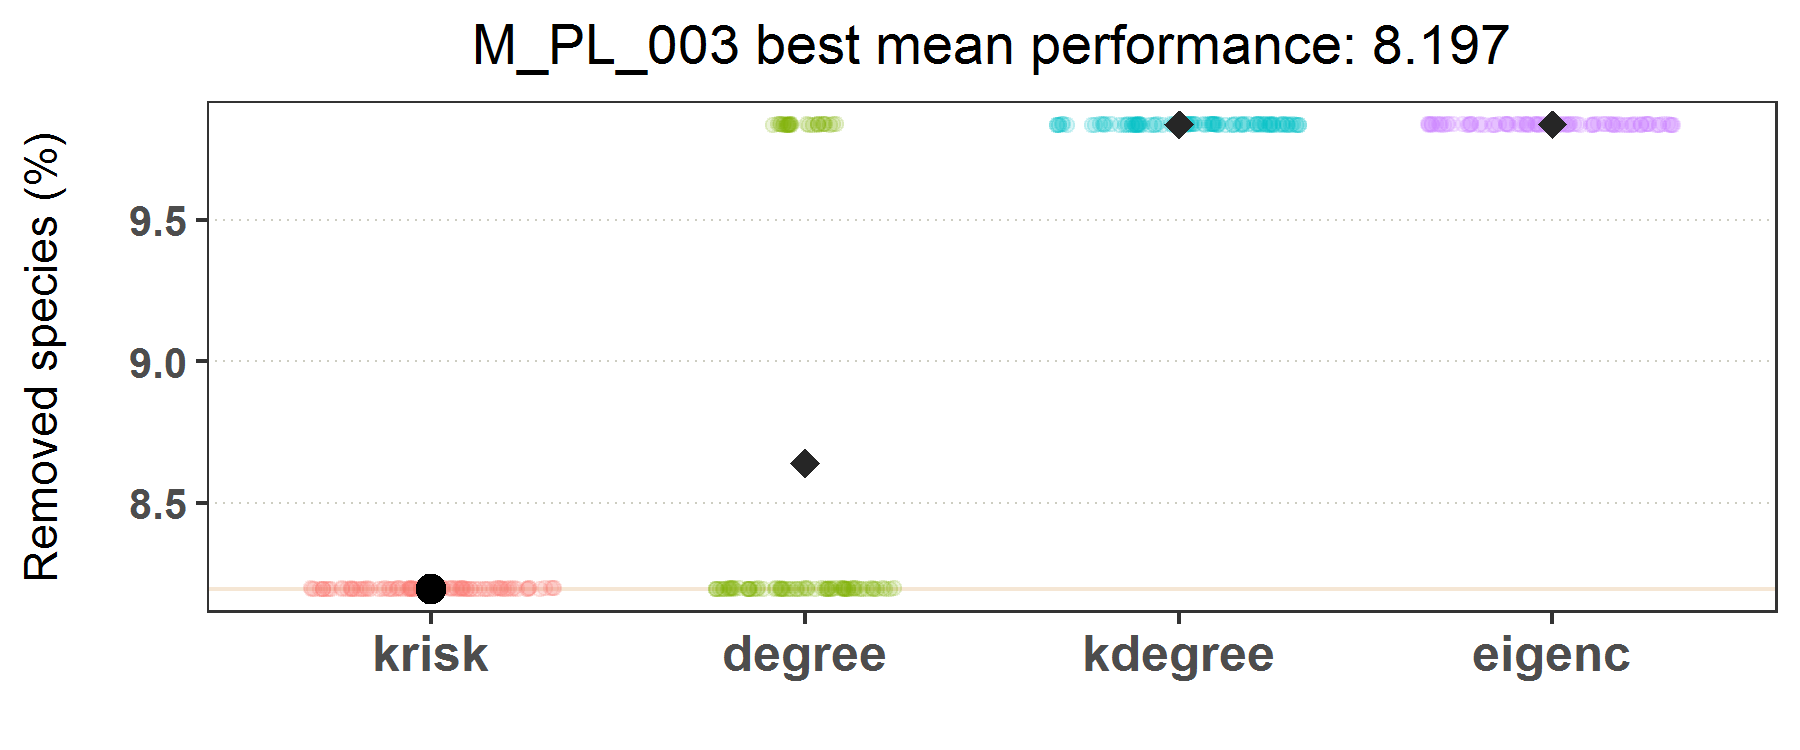 M_PL_003 best mean performance: 8.197
Removed species (%)
9.5
9.0
8.5
krisk degree kdegree eigenc